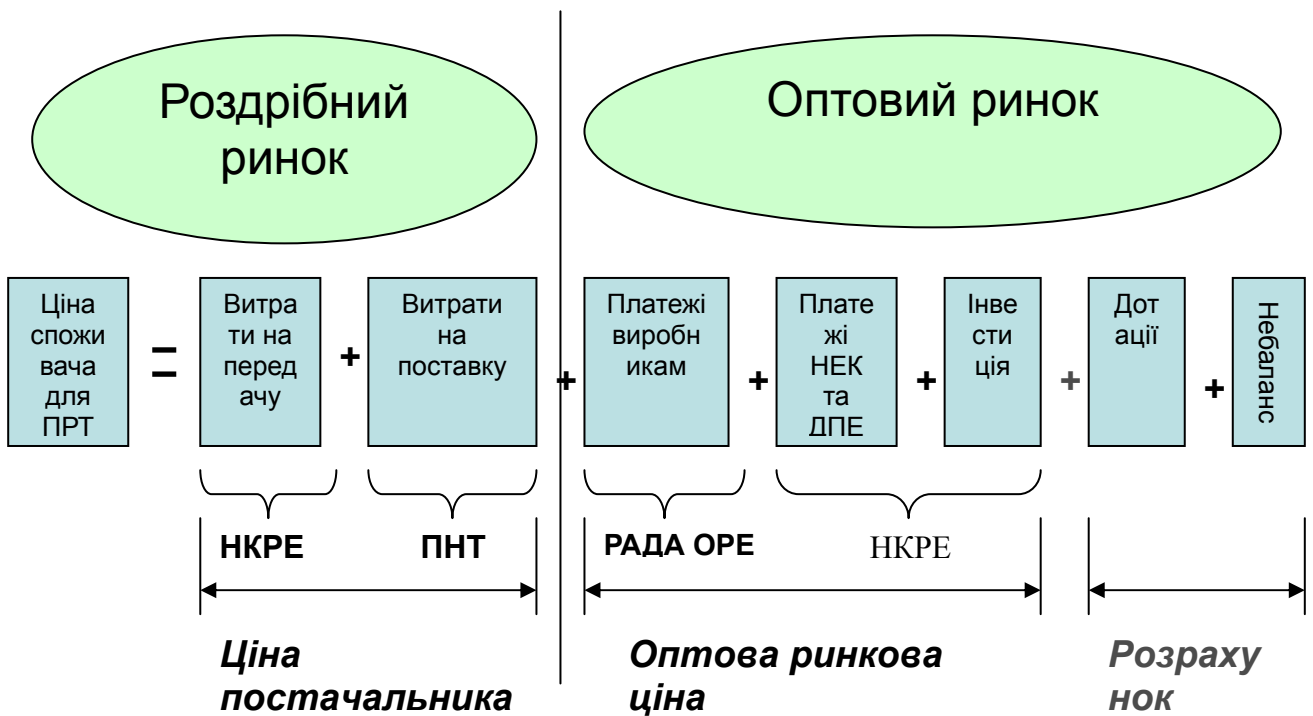 Роздрібний
ринок
Оптовий ринок
Ціна
спожи
вача
для
ПРТ
=
Витра
ти на
перед
ачу
+
Витрати
на
поставку
+
Платежі
виробн
икам
+
Плате
жі
НЕК
та
ДПЕ
+
Інве
сти
ція
+
Дот
ації
+
Небаланс
НКРЕ
ПНТ
РАДА ОРЕ
НКРЕ
Ціна
постачальника
Оптова ринкова
ціна
Розраху
нок